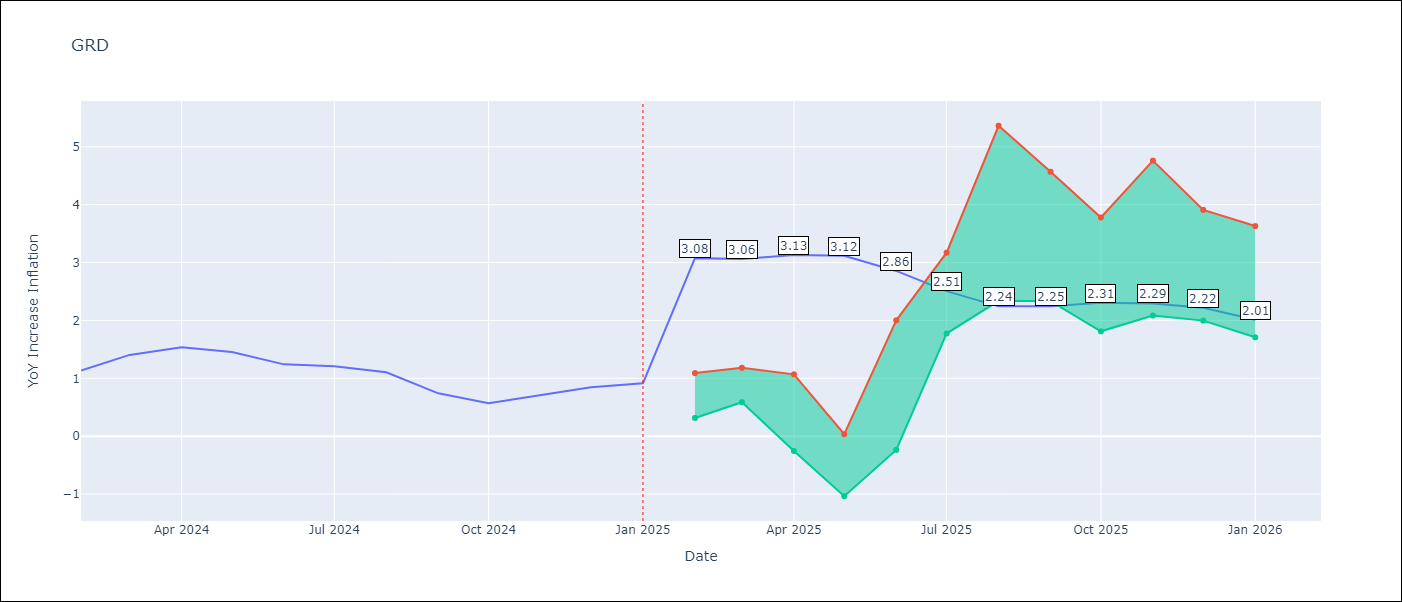 GRD
YoY Increase Inflation
5
4
3
2
1
0
−1
3.08
3.06
3.13
3.12
2.86
2.51
2.24
2.25
2.31
2.29
2.22
2.01
Apr 2024
Jul 2024
Oct 2024
Jan 2025
Apr 2025
Jul 2025
Oct 2025
Jan 2026
Date